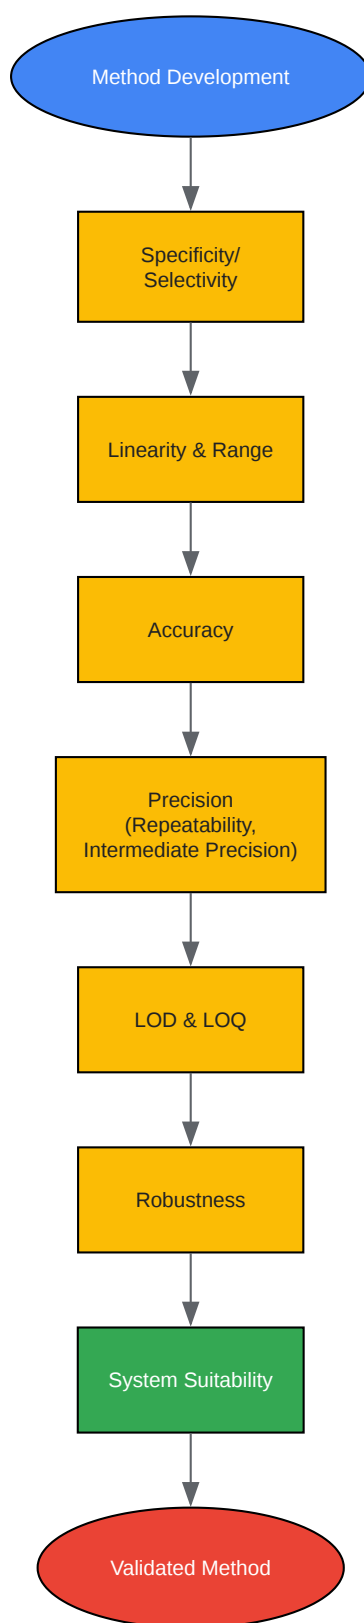 Method Development
Specificity/
Selectivity
Linearity & Range
Accuracy
Precision
(Repeatability,
Intermediate Precision)
LOD & LOQ
Robustness
System Suitability
Validated Method